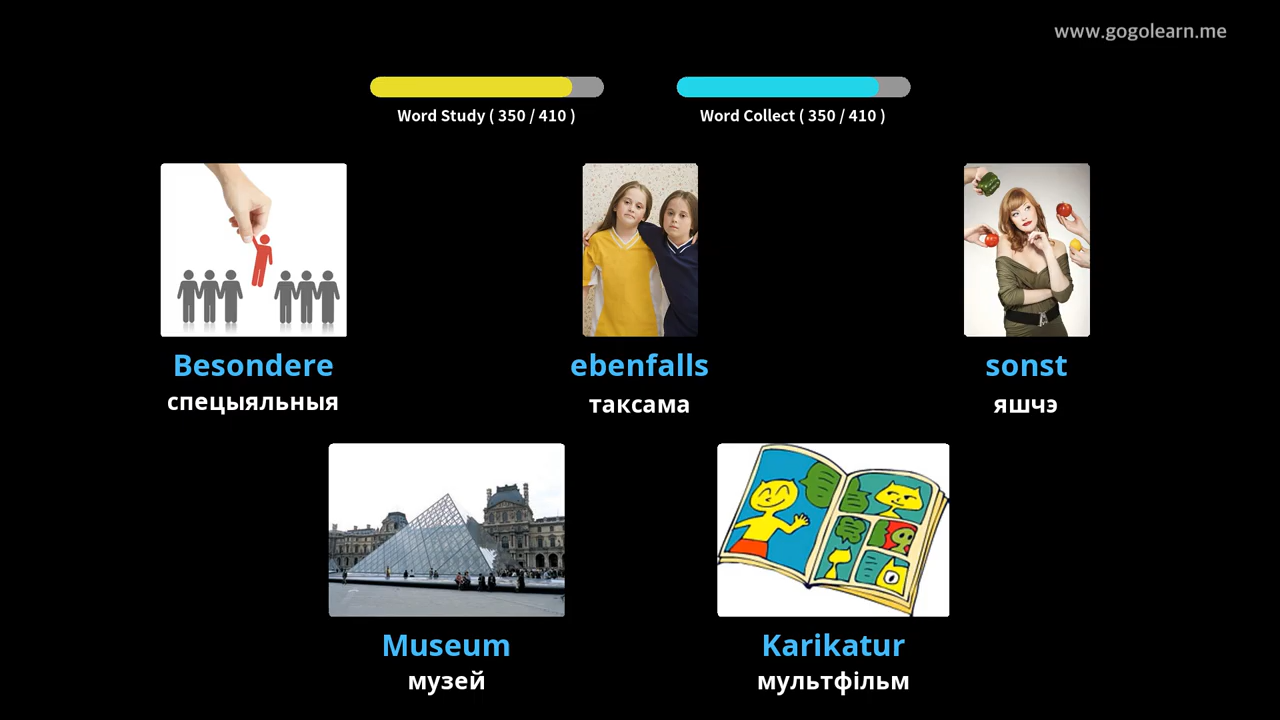 www.gogolearn.me
Word Study ( 350 / 410 )
Word Collect ( 350 / 410 )
Besondere
спецыяльныя
ebenfalls
таксама
sonst
яшчэ
Museum
музей
Karikatur
мультфільм